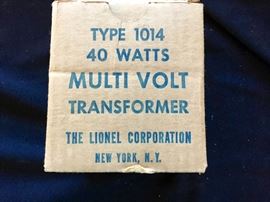 TYPE 1014
40 WATTS
MULTI VOLT
TRANSFORMER
THE LIONEL CORPORATION
NEW YORK, N.Y.